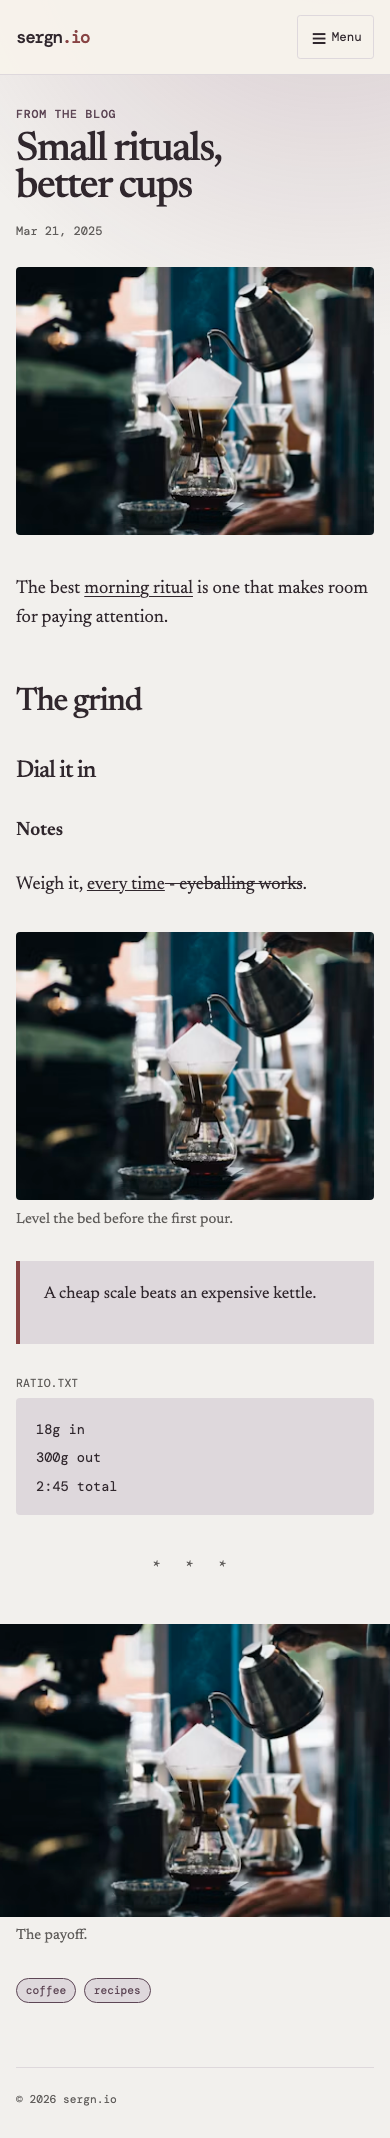 sergn.io
Menu
FROM THE BLOG
Small rituals,
better cups
Mar 21, 2025
The best morning ritual is one that makes room
for paying attention.
The grind
Dial it in
Notes
Weigh it, every time - eyeballing works.
Level the bed before the first pour.
A cheap scale beats an expensive kettle.
RATIO.TXT
18g in
300g out
2:45 total
* * *
The payoff.
coffee recipes
© 2026 sergn.io